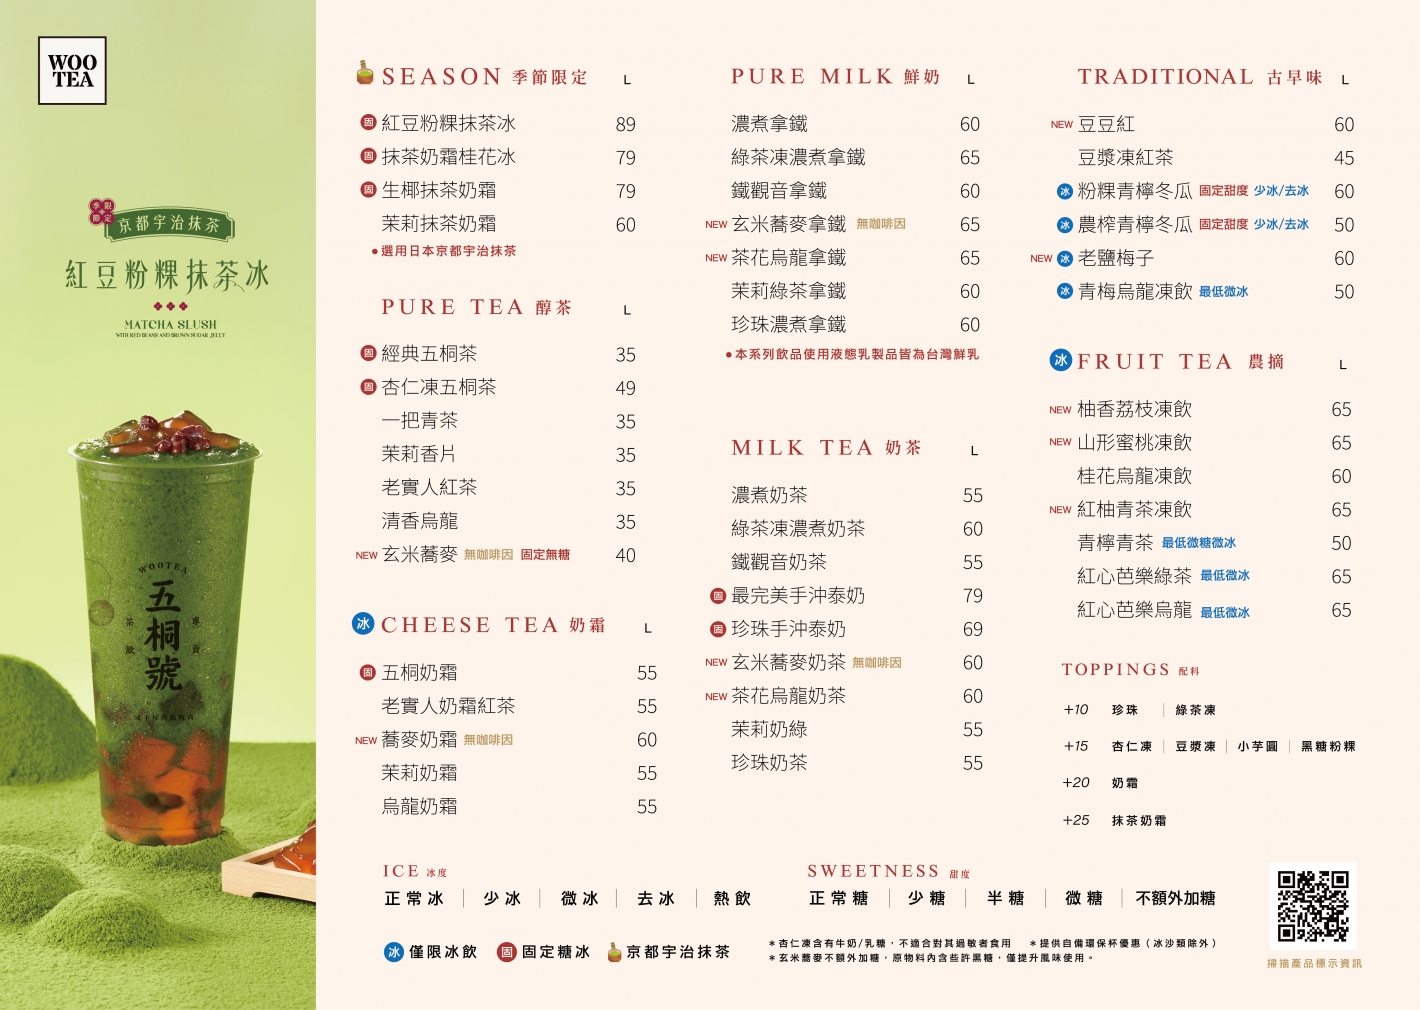 WOO
TEA
季節限定
京都宇治抹茶
紅豆粉粿抹茶冰
MATCHA SLUSH
WITH RED BEANS AND BROWN SUGAR JELLY
WOOTEA
五桐號
茶飲 專賣
SEASON 季節限定 L
固 紅豆粉粿抹茶冰 89
固 抹茶奶霜桂花冰 79
固 生椰抹茶奶霜 79
茉莉抹茶奶霜 60
●選用日本京都宇治抹茶
PURE TEA 醇茶 L
固 經典五桐茶 35
固 杏仁凍五桐茶 49
一把青茶 35
茉莉香片 35
老實人紅茶 35
清香烏龍 35
NEW 玄米蕎麥 無咖啡因 固定無糖 40
冰 CHEESE TEA 奶霜 L
固 五桐奶霜 55
老實人奶霜紅茶 55
NEW 蕎麥奶霜 無咖啡因 60
茉莉奶霜 55
烏龍奶霜 55
PURE MILK 鮮奶 L
濃煮拿鐵 60
綠茶凍濃煮拿鐵 65
鐵觀音拿鐵 60
NEW 玄米蕎麥拿鐵 無咖啡因 65
NEW 茶花烏龍拿鐵 65
茉莉綠茶拿鐵 60
珍珠濃煮拿鐵 60
●本系列飲品使用液態乳製品皆為台灣鮮乳
MILK TEA 奶茶 L
濃煮奶茶 55
綠茶凍濃煮奶茶 60
鐵觀音奶茶 55
固 最完美手沖泰奶 79
固 珍珠手沖泰奶 69
NEW 玄米蕎麥奶茶 無咖啡因 60
NEW 茶花烏龍奶茶 60
茉莉奶綠 55
珍珠奶茶 55
TRADITIONAL 古早味 L
NEW 豆豆紅 60
豆漿凍紅茶 45
冰 粉粿青檸冬瓜 固定甜度 少冰/去冰 60
冰 農榨青檸冬瓜 固定甜度 少冰/去冰 50
NEW 冰 老鹽梅子 60
冰 青梅烏龍凍飲 最低微冰 50
冰 FRUIT TEA 農摘 L
NEW 柚香荔枝凍飲 65
NEW 山形蜜桃凍飲 65
桂花烏龍凍飲 60
NEW 紅柚青茶凍飲 65
青檸青茶 最低微糖微冰 50
紅心芭樂綠茶 最低微冰 65
紅心芭樂烏龍 最低微冰 65
TOPPINGS 配料
+10 珍珠 | 綠茶凍
+15 杏仁凍 | 豆漿凍 | 小芋圓 | 黑糖粉粿
+20 奶霜
+25 抹茶奶霜
ICE 冰度
正常冰 | 少冰 | 微冰 | 去冰 | 熱飲
SWEETNESS 甜度
正常糖 | 少糖 | 半糖 | 微糖 | 不額外加糖
冰 僅限冰飲 固 固定糖冰 京都宇治抹茶
＊杏仁凍含有牛奶/乳糖，不適合對其過敏者食用 ＊提供自備環保杯優惠（冰沙類除外）
＊玄米蕎麥不額外加糖，原物料內含些許黑糖，僅提升風味使用。
掃描產品標示資訊